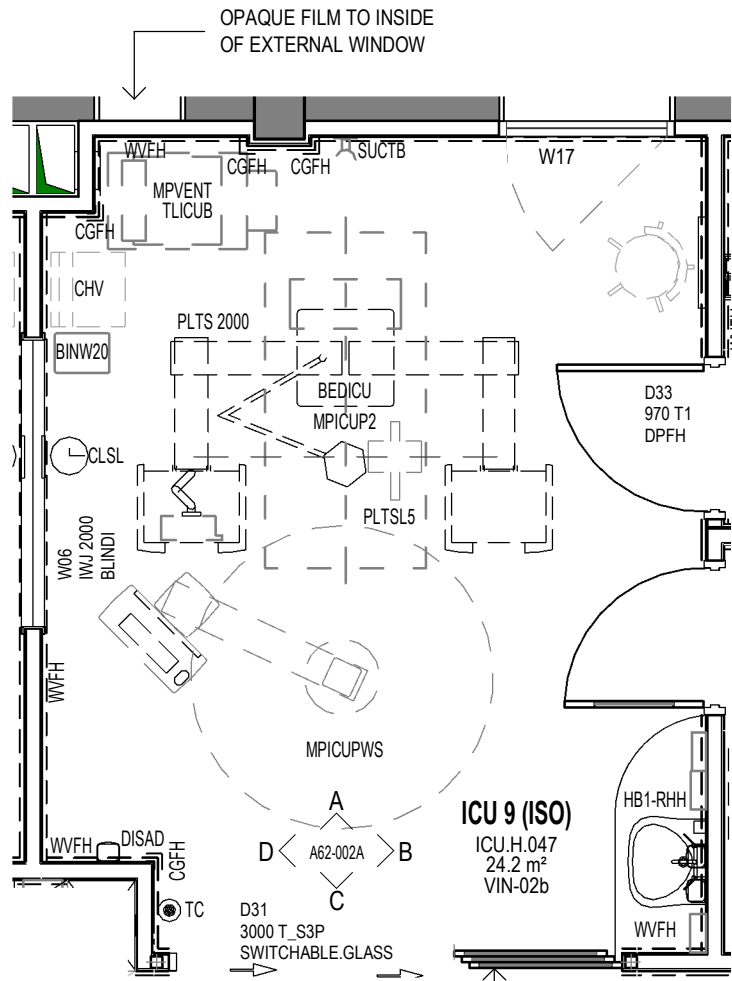 OPAQUE FILM TO INSIDE
OF EXTERNAL WINDOW
WVFH
CGFH
CGFH
SUCTB
W17
MPVENT
TLICUB
CGFH
CHV
PLTS 2000
BINW20
BEDICU
MPICUP2
D33
970 T1
DPFH
CLSL
PLTSL5
W06
IWJ 2000
BLINDI
WVFH
MPICUPWS
A
D
A62-002A
B
C
ICU 9 (ISO)
ICU.H.047
24.2 m²
VIN-02b
HB1-RHH
WVFH
DISAD
CGFH
TC
D31
3000 T_S3P
SWITCHABLE.GLASS
WVFH